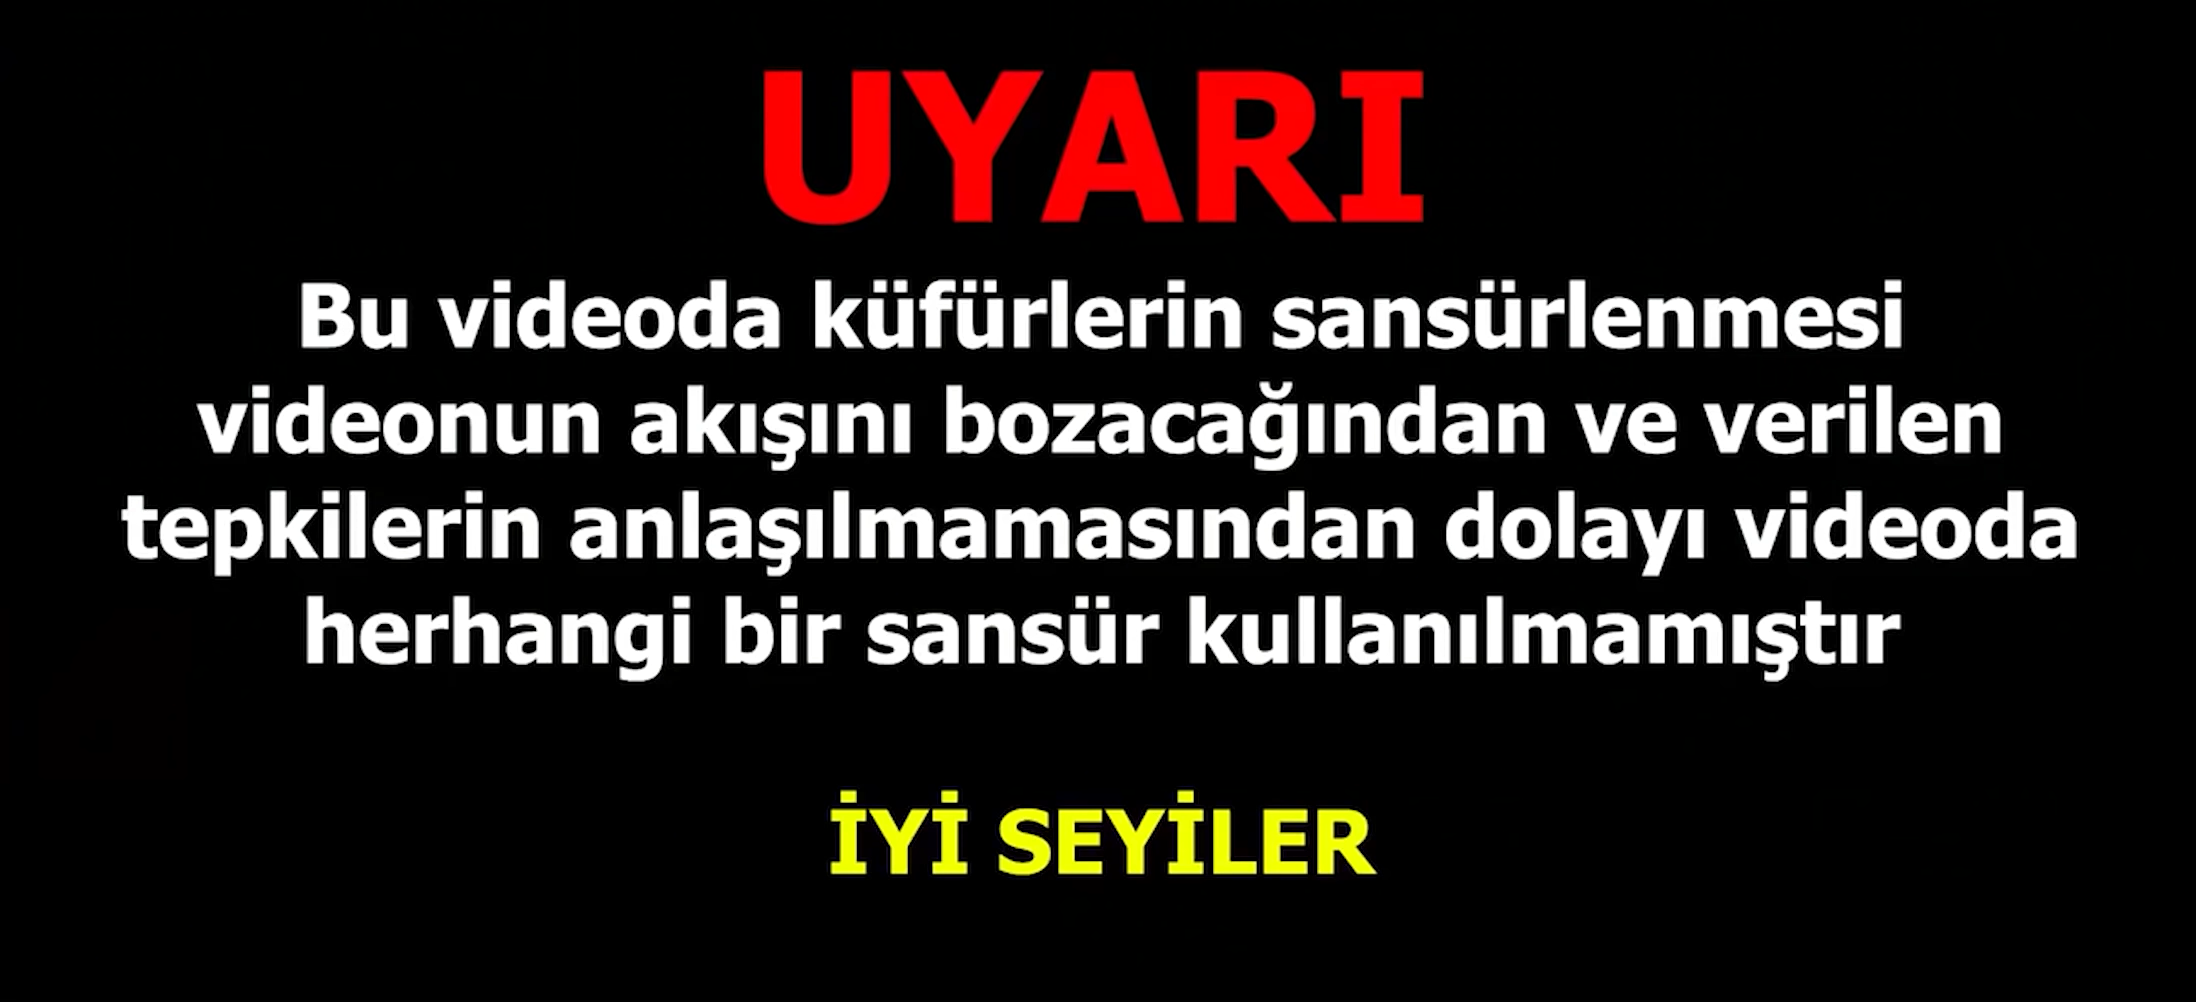 UYARI
Bu videoda küfürlerin sansürlenmesi
videonun akışını bozacağından ve verilen
tepkilerin anlaşılmamasından dolayı videoda
herhangi bir sansür kullanılmamıştır
İYİ SEYİLER